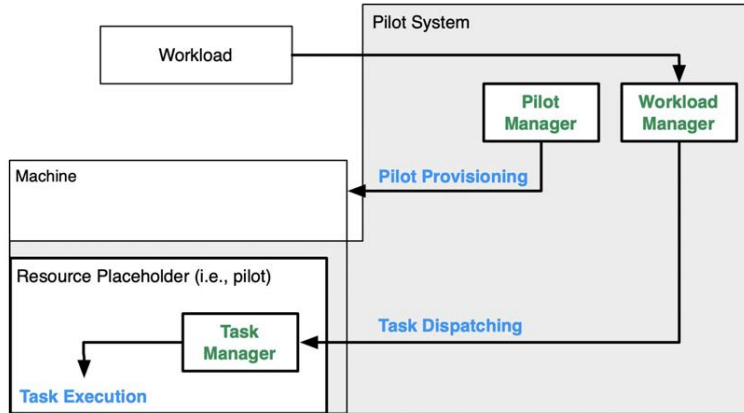 Pilot System
Workload
Pilot
Manager
Workload
Manager
Machine
Pilot Provisioning
Resource Placeholder (i.e., pilot)
Task
Manager
Task Dispatching
Task Execution